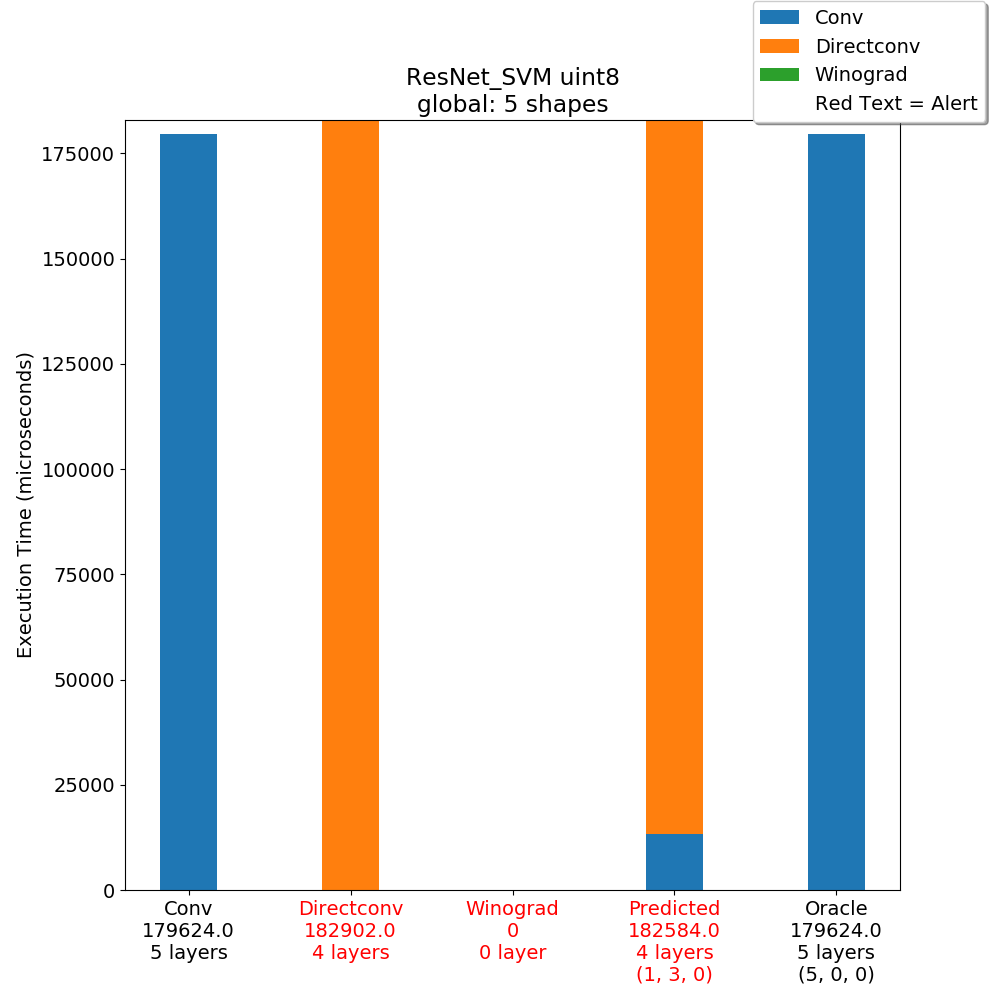 Conv
Directconv
Winograd
Red Text = Alert
ResNet_SVM uint8
global: 5 shapes
Execution Time (microseconds)
175000
150000
125000
100000
75000
50000
25000
0
Conv
179624.0
5 layers
Directconv
182902.0
4 layers
Winograd
0
0 layer
Predicted
182584.0
4 layers
(1, 3, 0)
Oracle
179624.0
5 layers
(5, 0, 0)